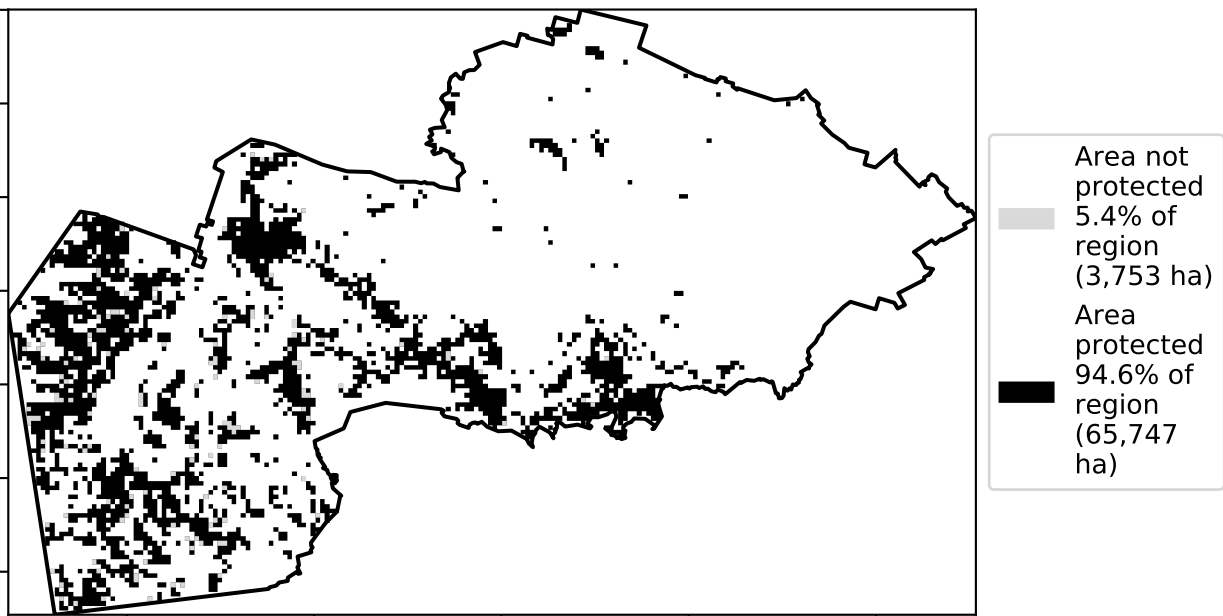 Area not
protected
5.4% of
region
(3,753 ha)
Area
protected
94.6% of
region
(65,747
ha)